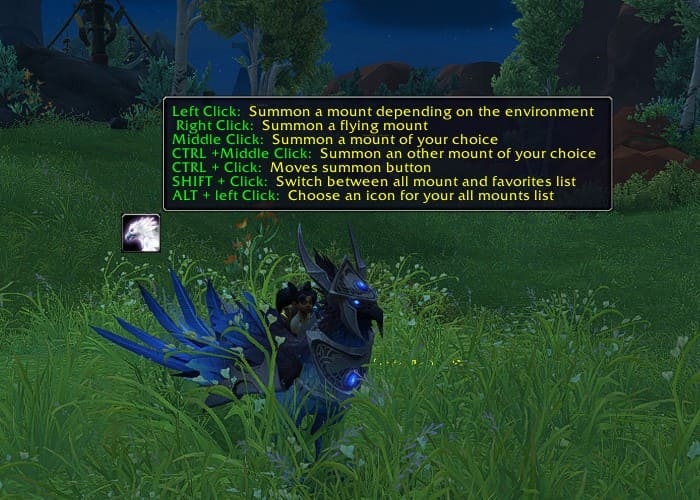 Left Click: Summon a mount depending on the environment
Right Click: Summon a flying mount
Middle Click: Summon a mount of your choice
CTRL +Middle Click: Summon an other mount of your choice
CTRL + Click: Moves summon button
SHIFT + Click: Switch between all mount and favorites list
ALT + left Click: Choose an icon for your all mounts list